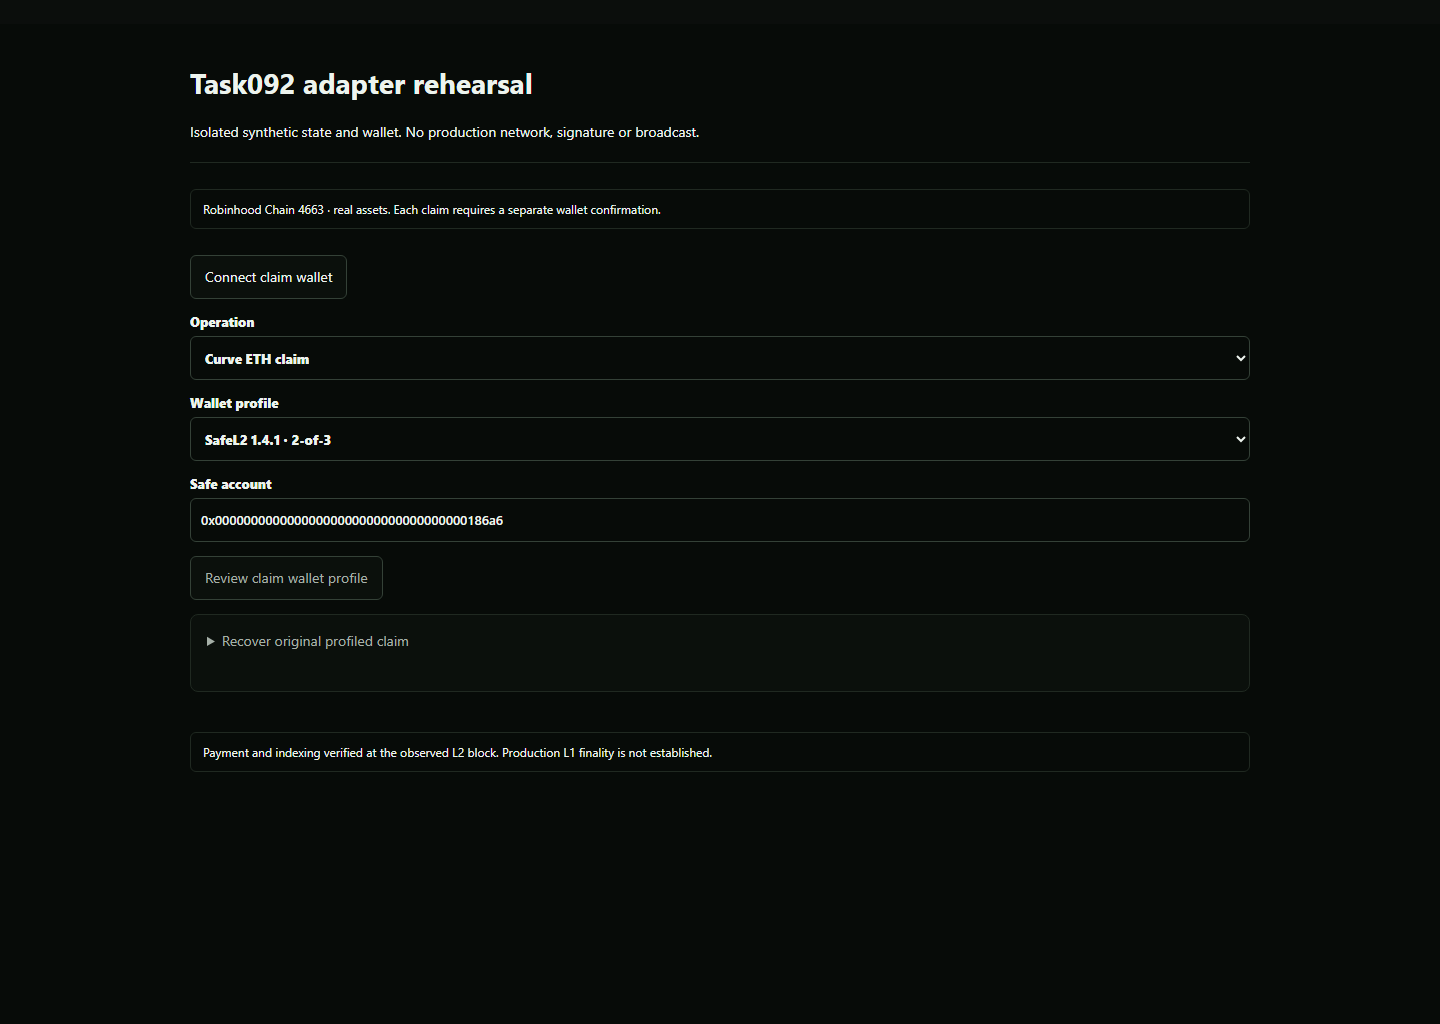 Task092 adapter rehearsal
Isolated synthetic state and wallet. No production network, signature or broadcast.
Robinhood Chain 4663 · real assets. Each claim requires a separate wallet confirmation.
Connect claim wallet
Operation
Curve ETH claim
Wallet profile
SafeL2 1.4.1 · 2-of-3
Safe account
0x00000000000000000000000000000000000186a6
Review claim wallet profile
Recover original profiled claim
Payment and indexing verified at the observed L2 block. Production L1 finality is not established.